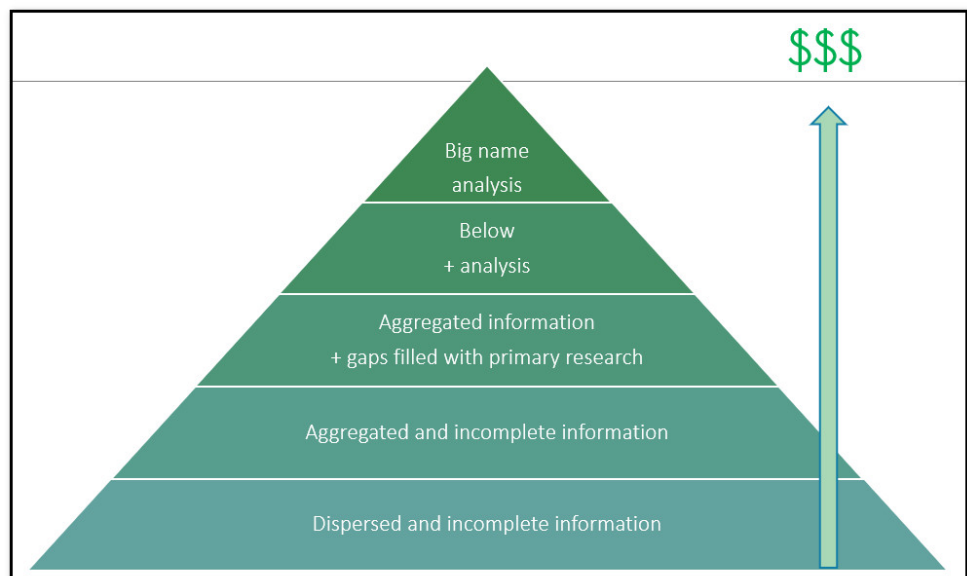 $$$
Big name
analysis
Below
+ analysis
Aggregated information
+ gaps filled with primary research
Aggregated and incomplete information
Dispersed and incomplete information